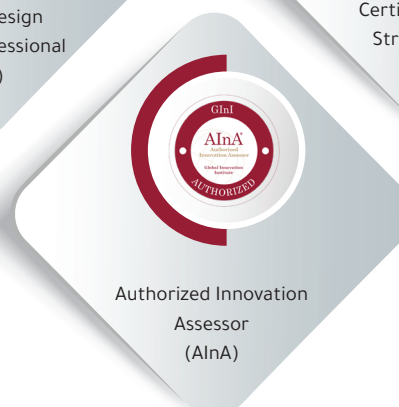 esign
essional
)
Certi
Str
GInI
AInA®
Authorized
Innovation Assessor
Global Innovation
Institute
AUTHORIZED
Authorized Innovation
Assessor
(AInA)